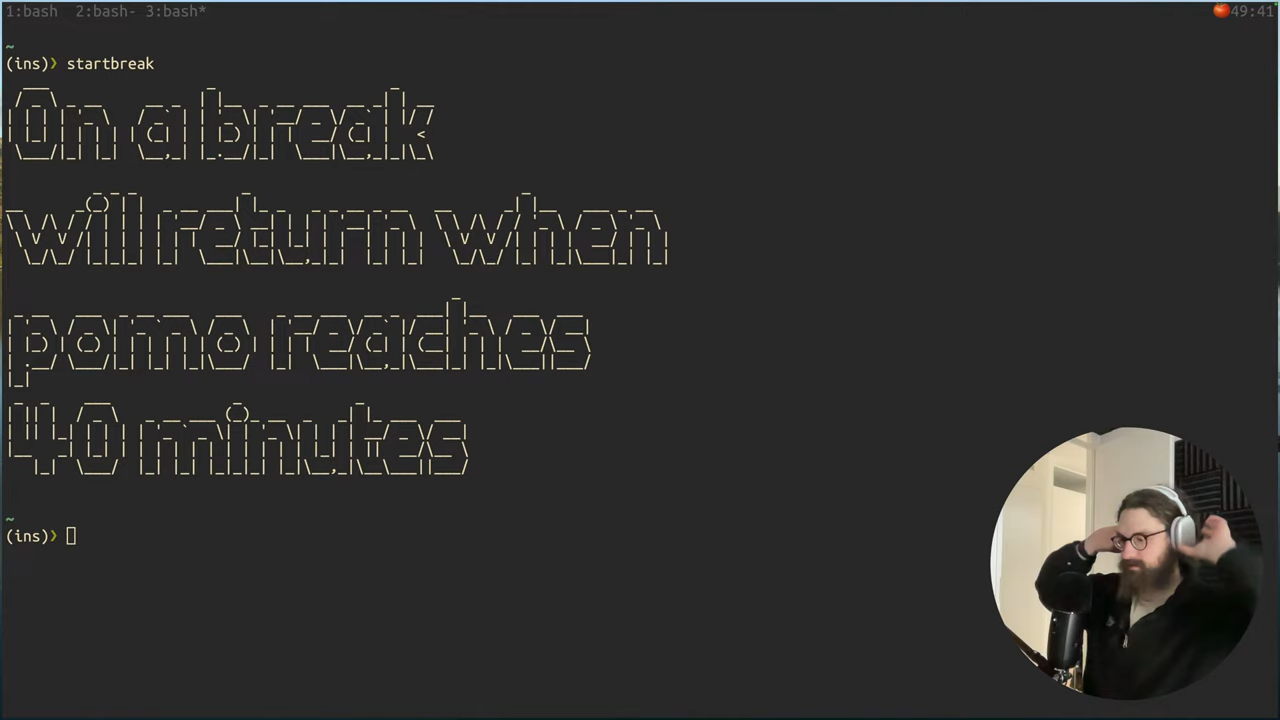 1:bash  2:bash- 3:bash*
🍅49:41
~
(ins)❯ startbreak
On a break
will return when
pomo reaches
40 minutes
~
(ins)❯